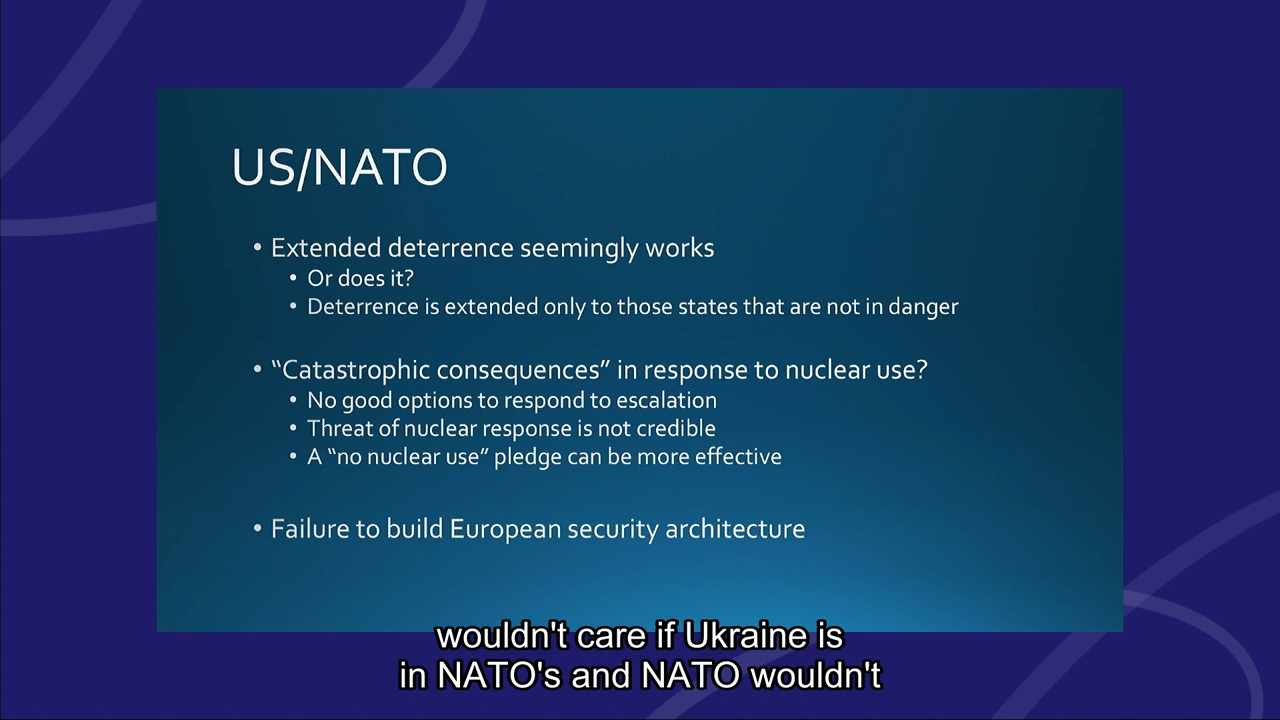 US/NATO
• Extended deterrence seemingly works
• Or does it?
• Deterrence is extended only to those states that are not in danger
• “Catastrophic consequences” in response to nuclear use?
• No good options to respond to escalation
• Threat of nuclear response is not credible
• A “no nuclear use” pledge can be more effective
• Failure to build European security architecture
wouldn't care if Ukraine is
in NATO's and NATO wouldn't